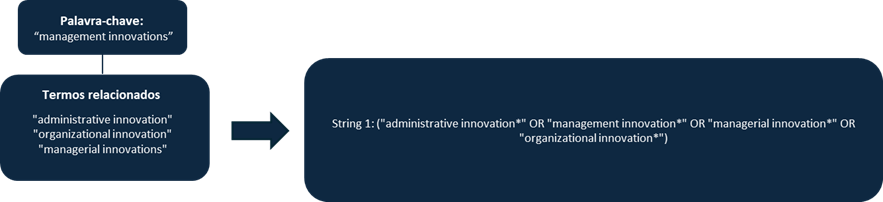 Palavra-chave:
“management innovations”
Termos relacionados
"administrative innovation"
"organizational innovation"
"managerial innovations"
String 1: ("administrative innovation*" OR "management innovation*" OR "managerial innovation*" OR
"organizational innovation*")